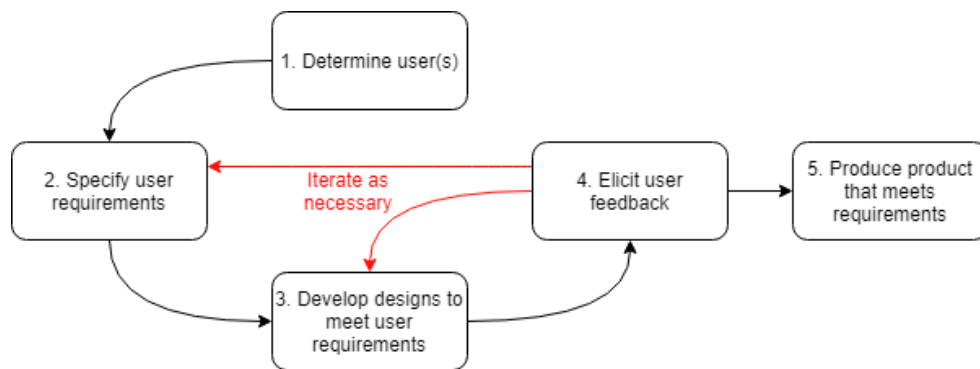 1. Determine user(s)
2. Specify user
requirements
Iterate as
necessary
4. Elicit user
feedback
5. Produce product
that meets
requirements
3. Develop designs to
meet user
requirements